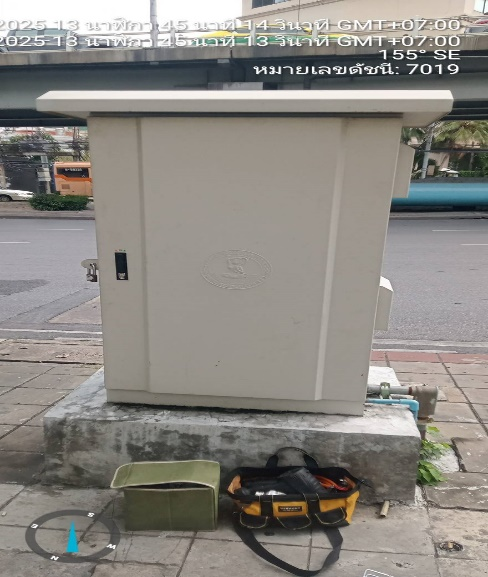 2025 13 นาฬิกา 45 นาที 14 วินาที GMT+07:00
2025 13 นาฬิกา 45 นาที 13 วินาที GMT+07:00
155° SE
หมายเลขดัชนี: 7019